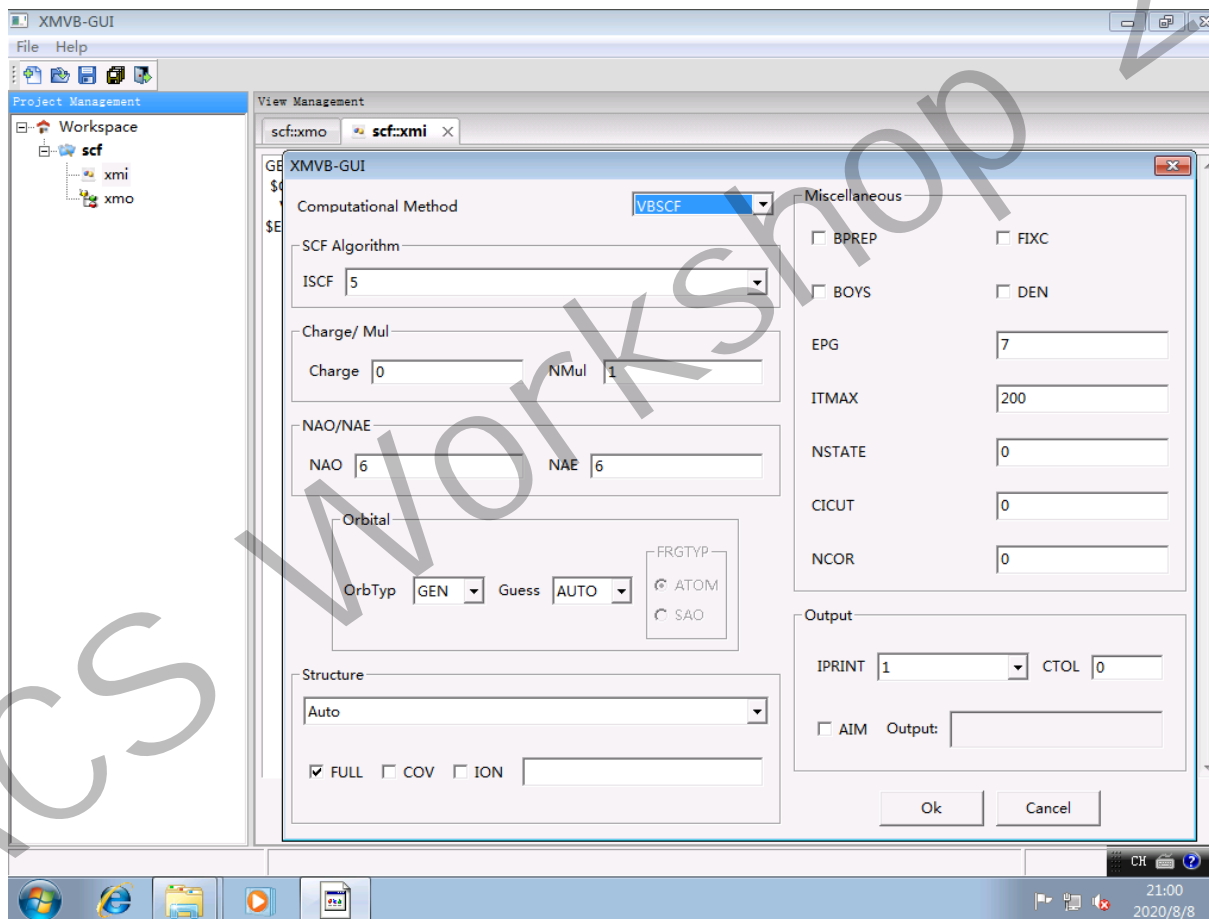 XMVB-GUI
File Help
Project Management
Workspace
scf
xmi
xmo
View Management
scf::xmo
scf::xmi
GE
$E
XMVB-GUI
Computational Method VBSCF
SCF Algorithm
ISCF 5
Charge/ Mul
Charge 0 NMul 1
NAO/NAE
NAO 6 NAE 6
Orbital
OrbTyp GEN Guess AUTO
FRGTYP
ATOM
SAO
Structure
Auto
FULL COV ION
Miscellaneous
BPREP FIXC
BOYS DEN
EPG 7
ITMAX 200
NSTATE 0
CICUT 0
NCOR 0
Output
IPRINT 1 CTOL 0
AIM Output:
Ok Cancel
CH
21:00
2020/8/8
CS Workshop